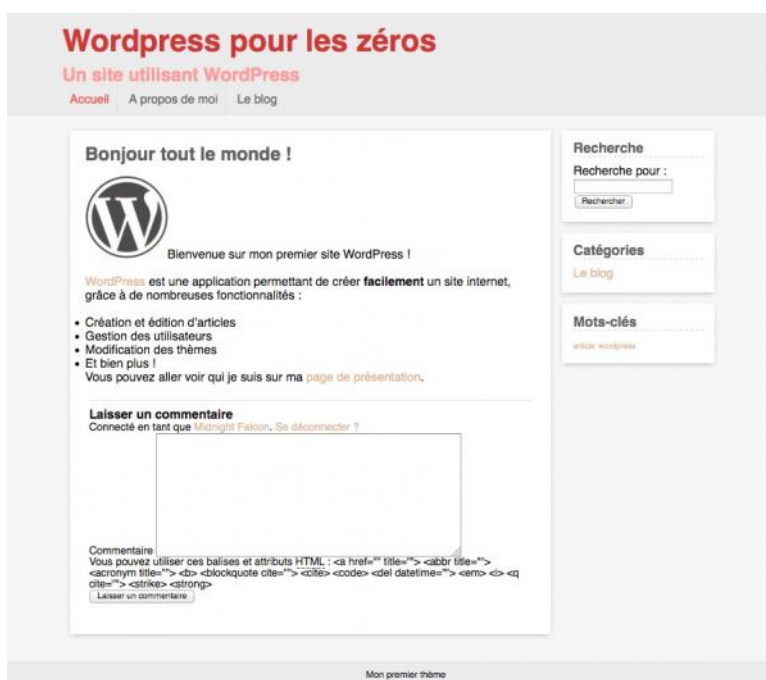 Wordpress pour les zéros
Un site utilisant WordPress
Accueil A propos de moi Le blog
Bonjour tout le monde !
Bienvenue sur mon premier site WordPress !
WordPress est une application permettant de créer facilement un site internet,
grâce à de nombreuses fonctionnalités :
• Création et édition d'articles
• Gestion des utilisateurs
• Modification des thèmes
• Et bien plus !
Vous pouvez aller voir qui je suis sur ma page de présentation.
Laisser un commentaire
Connecté en tant que Midnight Falcon. Se déconnecter ?
Commentaire
Vous pouvez utiliser ces balises et attributs HTML : <a href="" title=""> <abbr title="">
<acronym title=""> <b> <blockquote cite=""> <cite> <code> <del datetime=""> <em> <i> <q
cite=""> <strike> <strong>
Laisser un commentaire
Recherche
Recherche pour :
Rechercher
Catégories
Le blog
Mots-clés
article wordpress
Mon premier thème